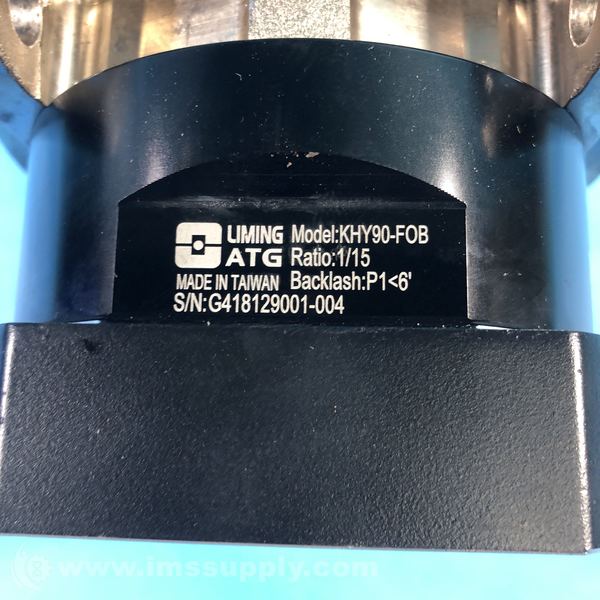 LIMING Model:KHY90-FOB
ATG Ratio:1/15
MADE IN TAIWAN Backlash:P1<6'
S/N:G418129001-004
www.imssupply.com